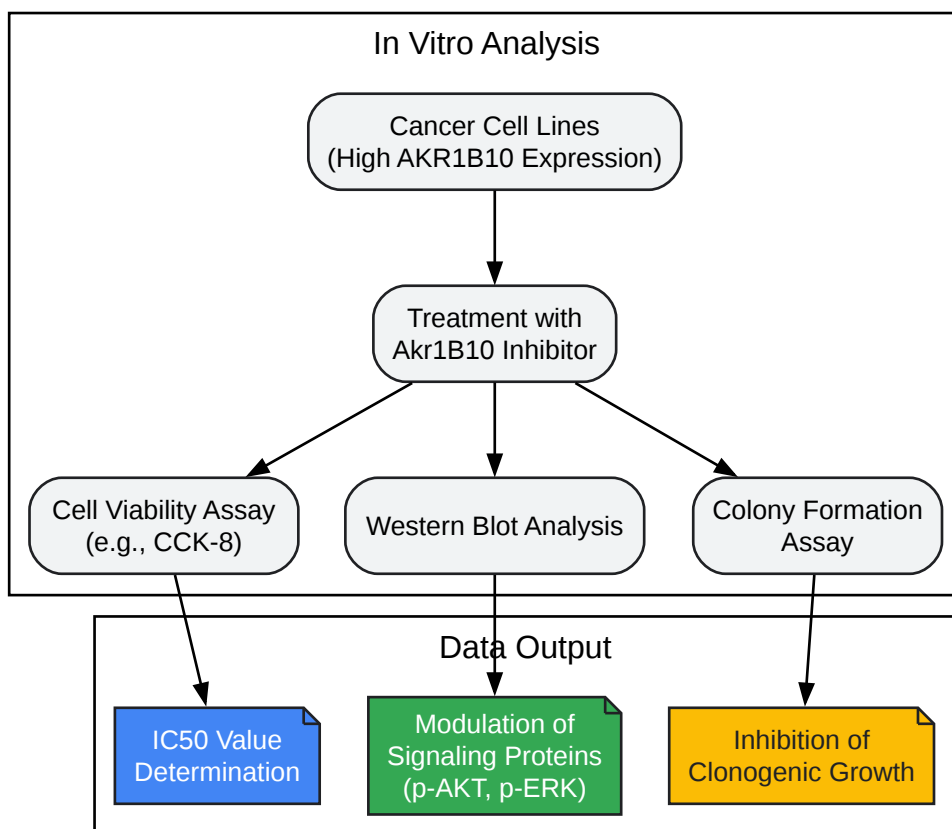 In Vitro Analysis
Cancer Cell Lines
(High AKR1B10 Expression)
Treatment with
Akr1B10 Inhibitor
Cell Viability Assay
(e.g., CCK-8)
Western Blot Analysis
Colony Formation
Assay
Data Output
IC50 Value
Determination
Modulation of
Signaling Proteins
(p-AKT, p-ERK)
Inhibition of
Clonogenic Growth